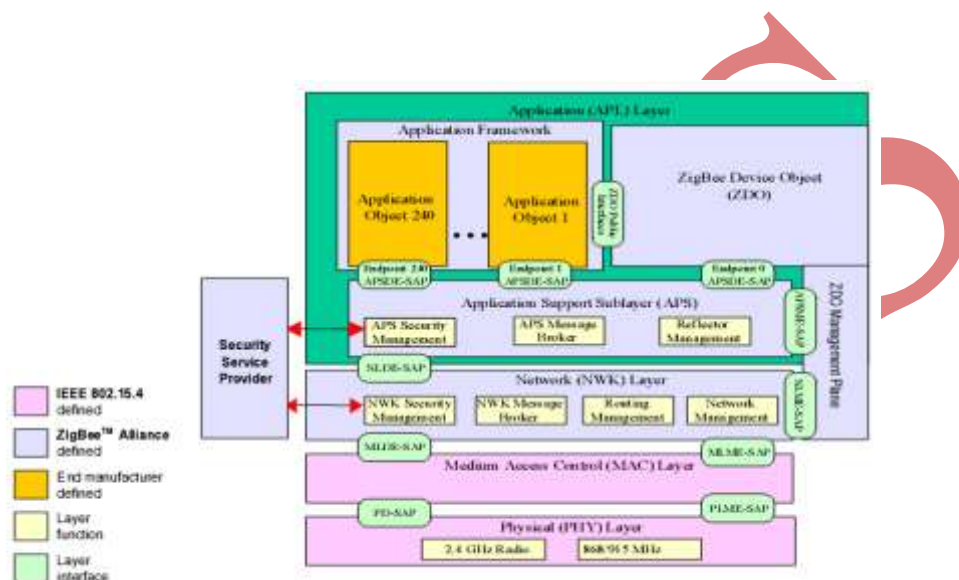 Application (APL) Layer
Application Framework
Application
Object 240
...
Application
Object 1
ZDO Public
Interfaces
ZigBee Device Object
(ZDO)
Endpoint 240
APSDE-SAP
Endpoint 1
APSDE-SAP
Endpoint 0
APSDE-SAP
Application Support Sublayer (APS)
APS Security
Management
APS Message
Broker
Reflector
Management
APSME-SAP
ZDO Management Plane
Security
Service
Provider
NLDE-SAP
Network (NWK) Layer
NWK Security
Management
NWK Message
Broker
Routing
Management
Network
Management
NLME-SAP
MLDE-SAP
MLME-SAP
Medium Access Control (MAC) Layer
PD-SAP
PLME-SAP
Physical (PHY) Layer
2.4 GHz Radio
868/915 MHz
IEEE 802.15.4
defined
ZigBee™ Alliance
defined
End manufacturer
defined
Layer
function
Layer
interface